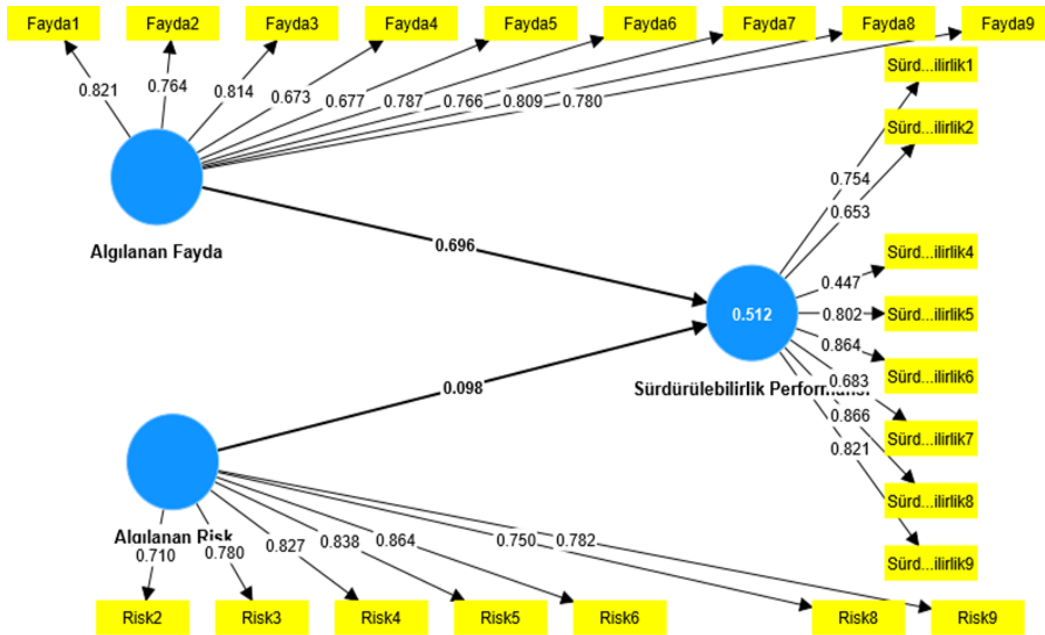 Fayda1
Fayda2
Fayda3
Fayda4
Fayda5
Fayda6
Fayda7
Fayda8
Fayda9
0.821
0.764
0.814
0.673
0.677
0.787
0.766
0.809
0.780
Algılanan Fayda
0.696
0.098
0.512
Sürdürülebilirlik Performansı
0.754
0.653
0.447
0.802
0.864
0.683
0.866
0.821
Sürd...ilirlik1
Sürd...ilirlik2
Sürd...ilirlik4
Sürd...ilirlik5
Sürd...ilirlik6
Sürd...ilirlik7
Sürd...ilirlik8
Sürd...ilirlik9
Algılanan Risk
0.710
0.780
0.827
0.838
0.864
0.750
0.782
Risk2
Risk3
Risk4
Risk5
Risk6
Risk8
Risk9